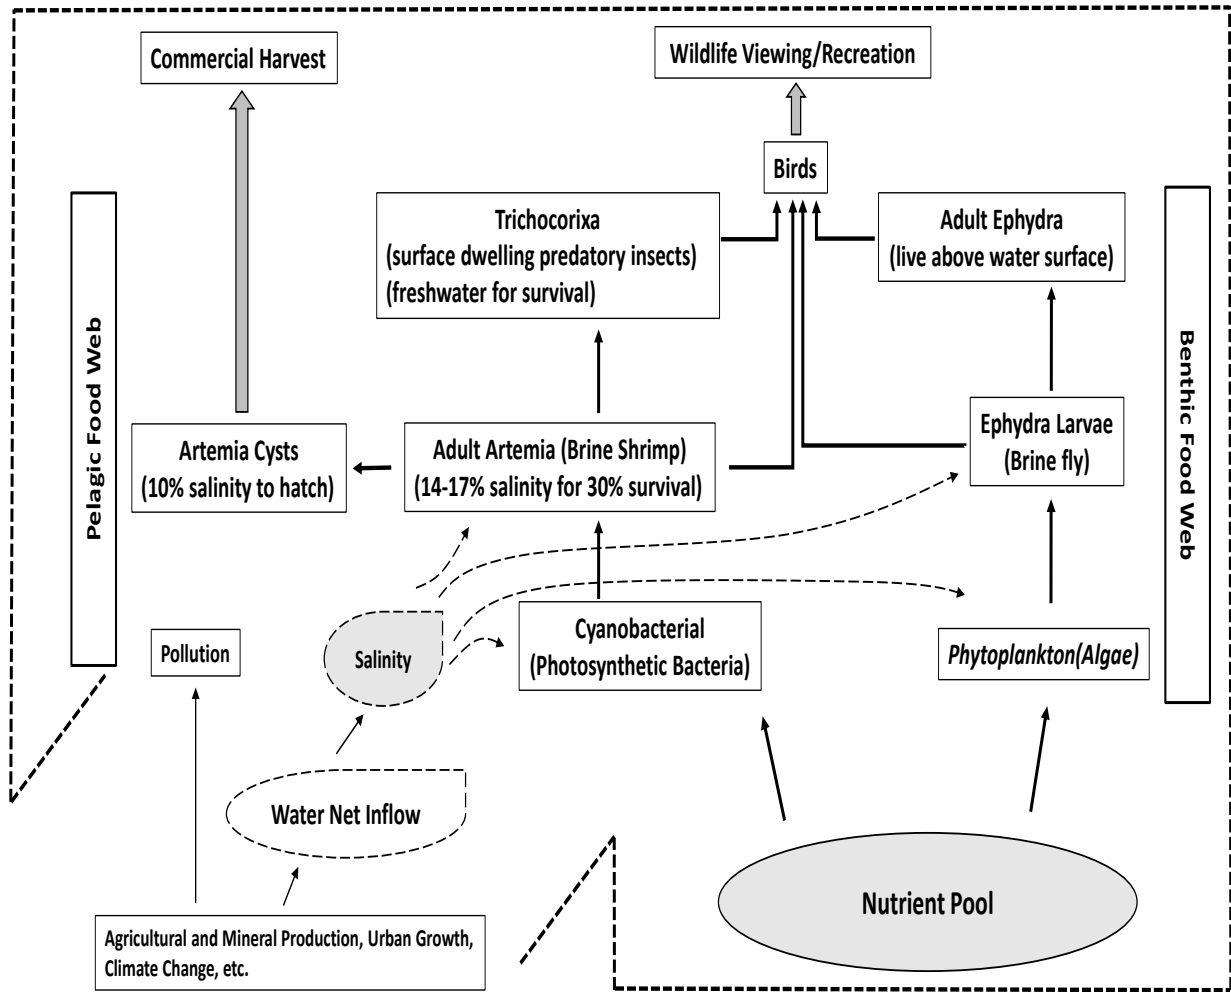 Commercial Harvest
Wildlife Viewing/Recreation
Birds
Trichocorixa
(surface dwelling predatory insects)
(freshwater for survival)
Adult Ephydra
(live above water surface)
Pelagic Food Web
Benthic Food Web
Artemia Cysts
(10% salinity to hatch)
Adult Artemia (Brine Shrimp)
(14-17% salinity for 30% survival)
Ephydra Larvae
(Brine fly)
Pollution
Salinity
Cyanobacterial
(Photosynthetic Bacteria)
Phytoplankton(Algae)
Water Net Inflow
Nutrient Pool
Agricultural and Mineral Production, Urban Growth,
Climate Change, etc.